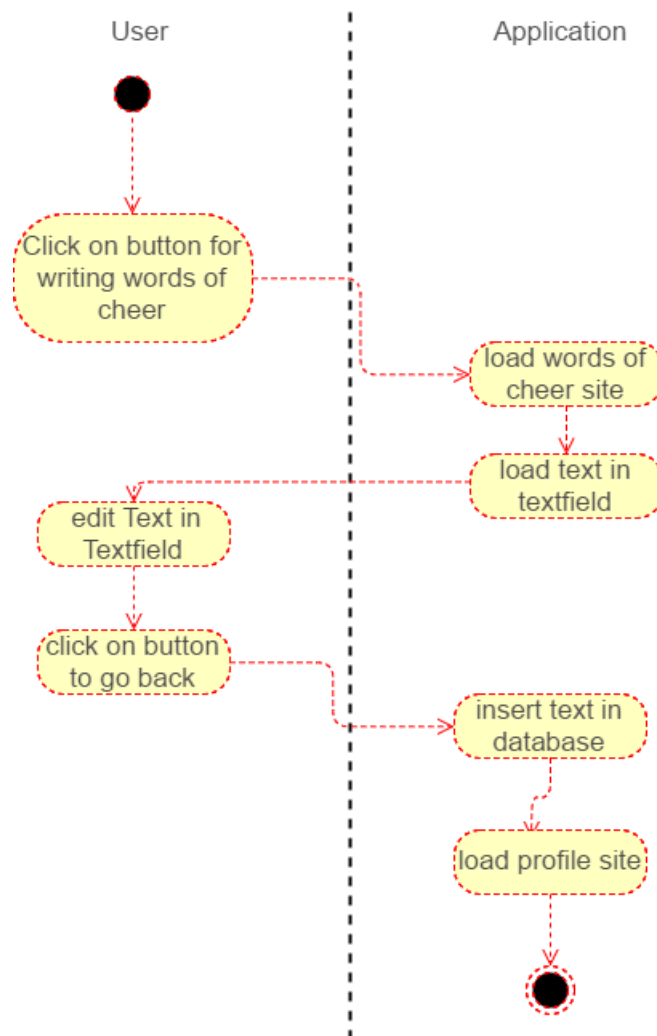 User
Application
Click on button for
writing words of
cheer
load words of
cheer site
load text in
textfield
edit Text in
Textfield
click on button
to go back
insert text in
database
load profile site